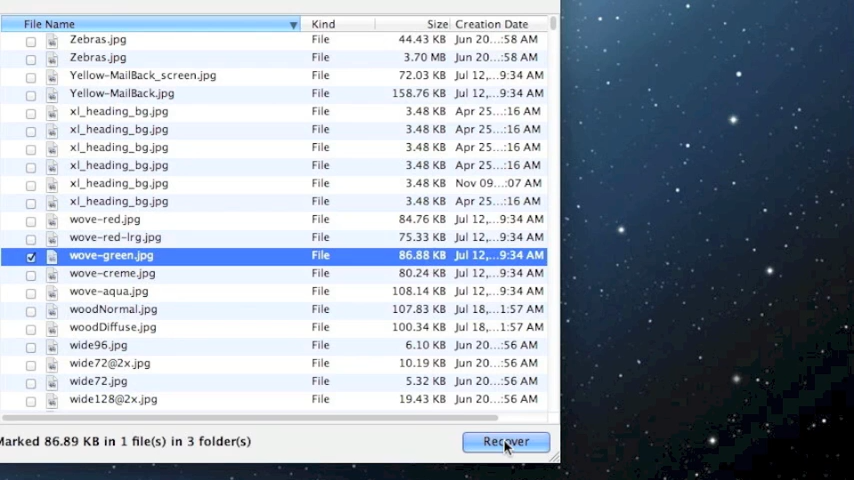 File Name Kind Size Creation Date
Zebras.jpg File 44.43 KB Jun 20...:58 AM
Zebras.jpg File 3.70 MB Jun 20...:58 AM
Yellow-MailBack_screen.jpg File 72.03 KB Jul 12,...9:34 AM
Yellow-MailBack.jpg File 158.76 KB Jul 12,...9:34 AM
xl_heading_bg.jpg File 3.48 KB Apr 25...:16 AM
xl_heading_bg.jpg File 3.48 KB Apr 25...:16 AM
xl_heading_bg.jpg File 3.48 KB Apr 25...:16 AM
xl_heading_bg.jpg File 3.48 KB Apr 25...:16 AM
xl_heading_bg.jpg File 3.48 KB Nov 09...:07 AM
xl_heading_bg.jpg File 3.48 KB Apr 25...:16 AM
wove-red.jpg File 84.76 KB Jul 12,...9:34 AM
wove-red-lrg.jpg File 75.33 KB Jul 12,...9:34 AM
wove-green.jpg File 86.88 KB Jul 12,...9:34 AM
wove-creme.jpg File 80.24 KB Jul 12,...9:34 AM
wove-aqua.jpg File 108.14 KB Jul 12,...9:34 AM
woodNormal.jpg File 107.83 KB Jul 18,...1:57 AM
woodDiffuse.jpg File 100.34 KB Jul 18,...1:57 AM
wide96.jpg File 6.10 KB Jun 20...:56 AM
wide72@2x.jpg File 10.19 KB Jun 20...:56 AM
wide72.jpg File 5.32 KB Jun 20...:56 AM
wide128@2x.jpg File 19.43 KB Jun 20...:56 AM
Marked 86.89 KB in 1 file(s) in 3 folder(s) Recover